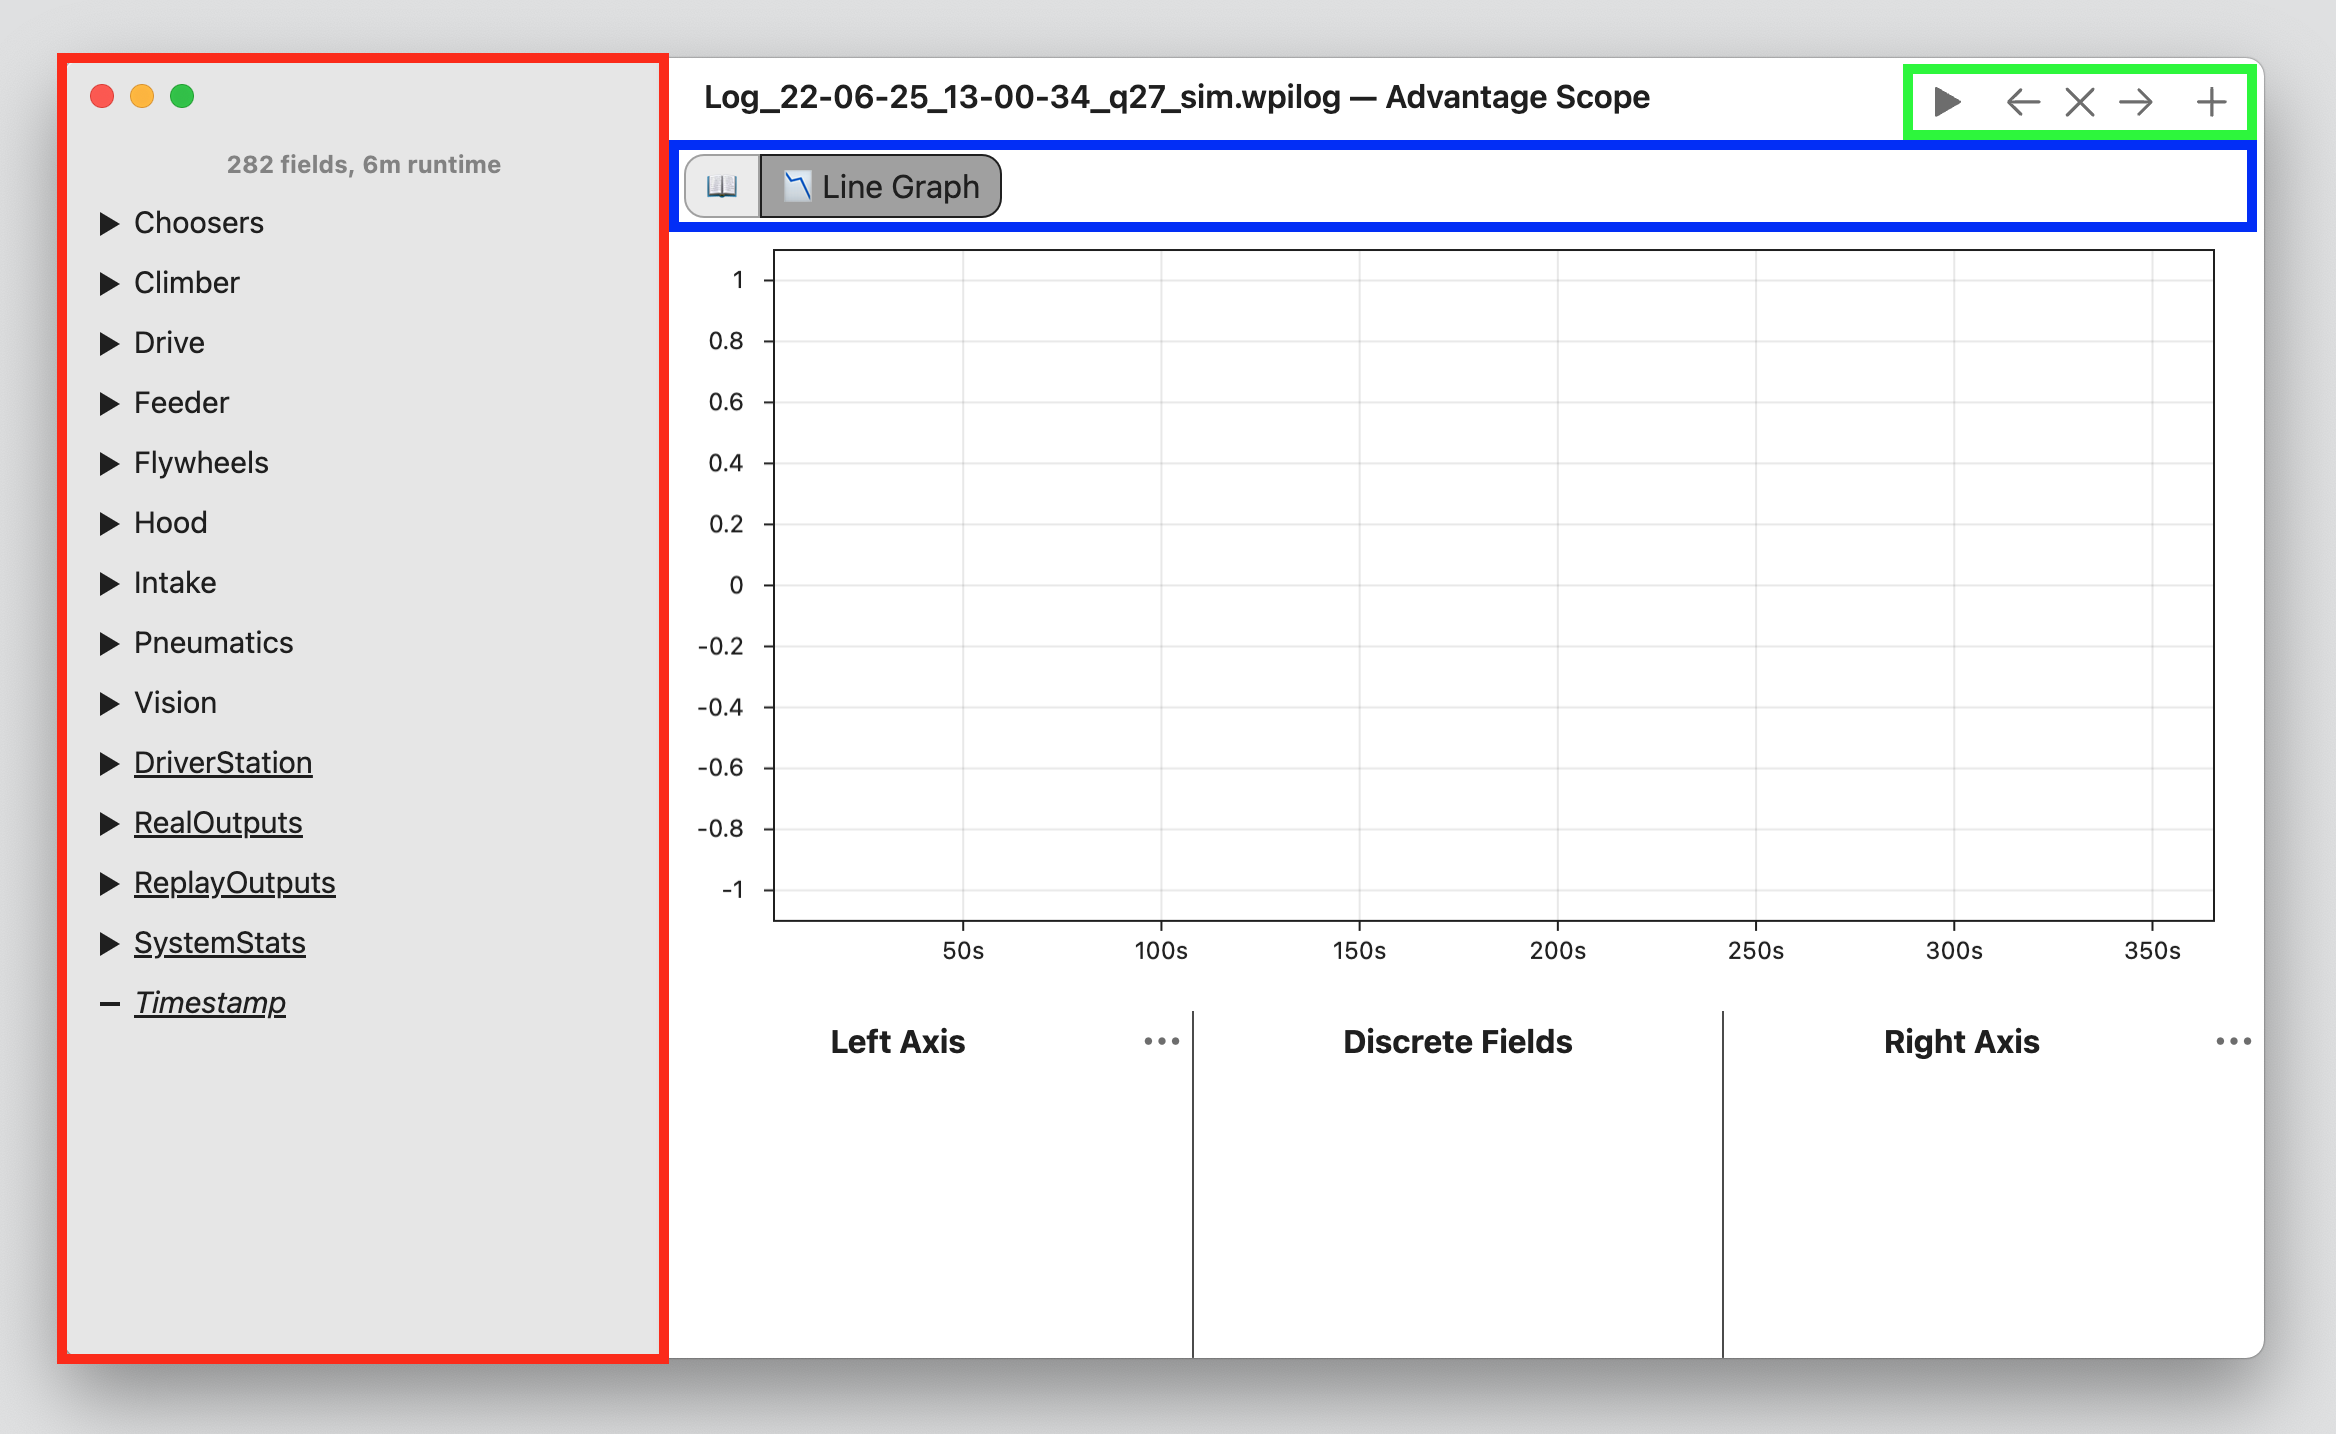 Log_22-06-25_13-00-34_q27_sim.wpilog — Advantage Scope
282 fields, 6m runtime
Choosers
Climber
Drive
Feeder
Flywheels
Hood
Intake
Pneumatics
Vision
DriverStation
RealOutputs
ReplayOutputs
SystemStats
Timestamp
Line Graph
1
0.8
0.6
0.4
0.2
0
-0.2
-0.4
-0.6
-0.8
-1
50s 100s 150s 200s 250s 300s 350s
Left Axis
Discrete Fields
Right Axis